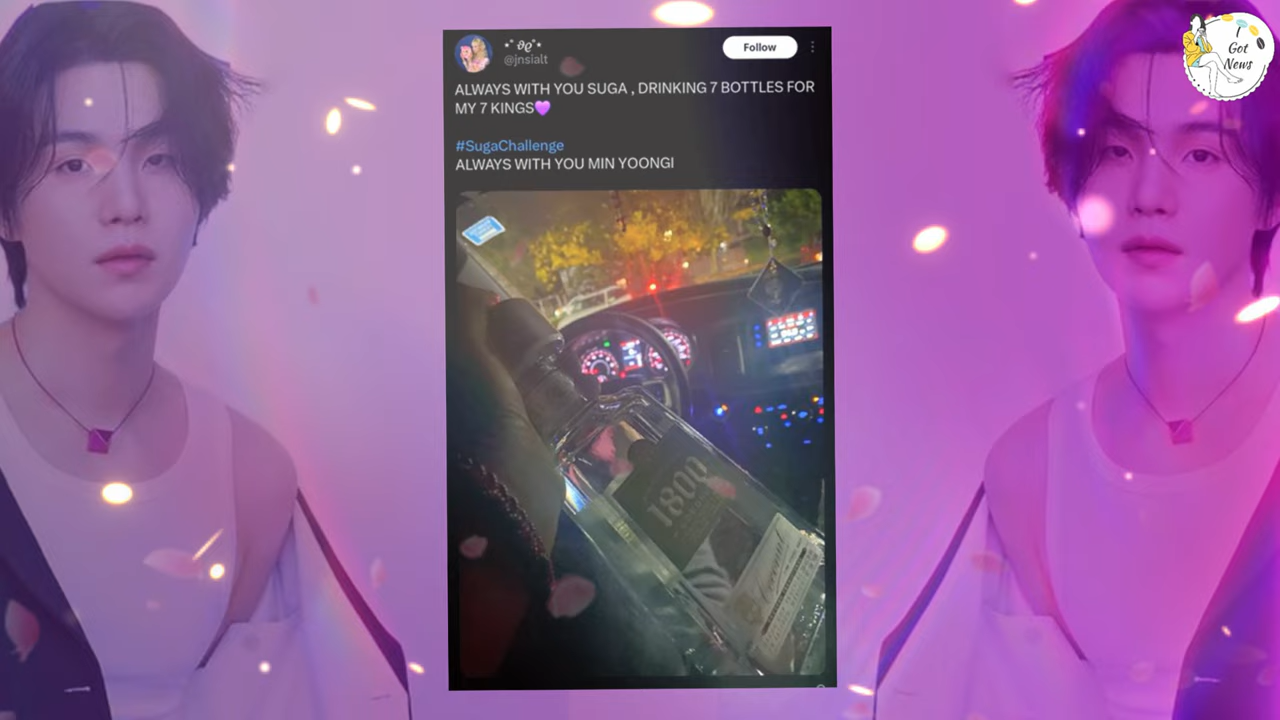 ⋆˚ 𝜗𝜚˚⋆
@jnsialt
Follow
ALWAYS WITH YOU SUGA , DRINKING 7 BOTTLES FOR
MY 7 KINGS💜
#SugaChallenge
ALWAYS WITH YOU MIN YOONGI
1800
I
Got
News